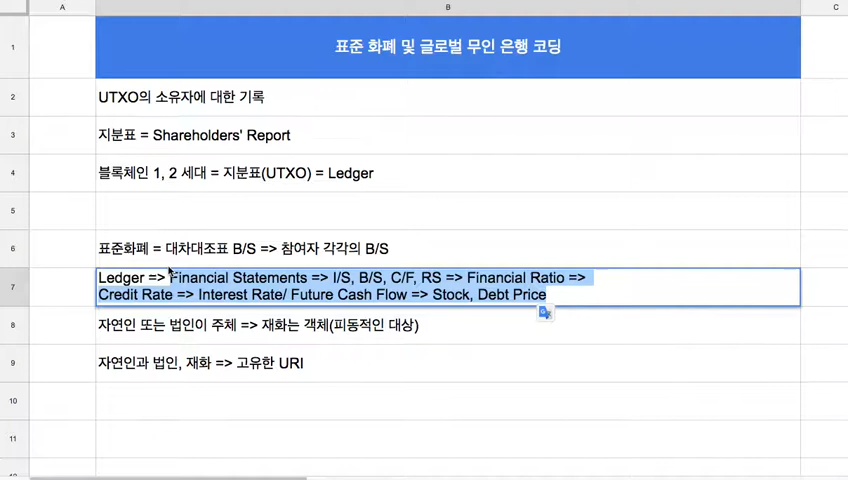 A
B
C
1
표준 화폐 및 글로벌 무인 은행 코딩
2
UTXO의 소유자에 대한 기록
3
지분표 = Shareholders' Report
4
블록체인 1, 2 세대 = 지분표(UTXO) = Ledger
5
6
표준화폐 = 대차대조표 B/S => 참여자 각각의 B/S
7
Ledger => Financial Statements => I/S, B/S, C/F, RS => Financial Ratio =>
Credit Rate => Interest Rate/ Future Cash Flow => Stock, Debt Price
8
자연인 또는 법인이 주체 => 재화는 객체(피동적인 대상)
9
자연인과 법인, 재화 => 고유한 URI
10
11